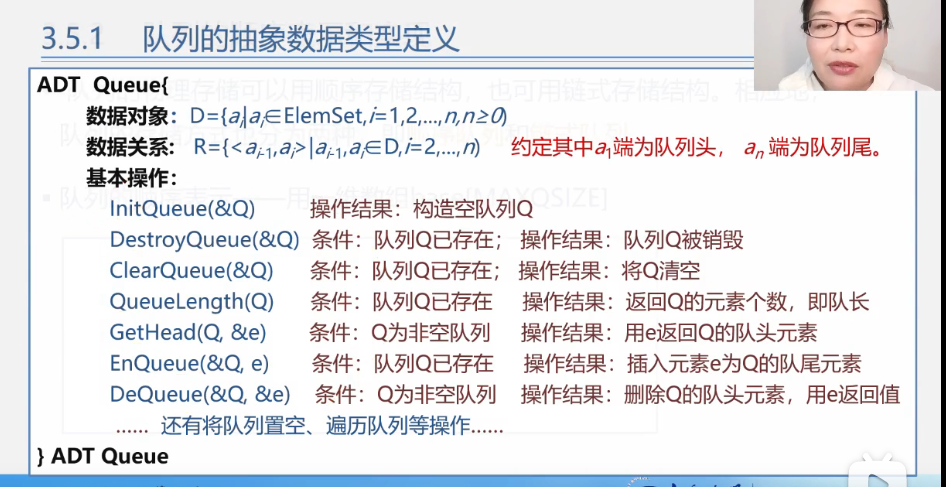 3.5.1 队列的抽象数据类型定义
ADT Queue{
数据对象：D={aᵢ|aᵢ∈ElemSet,i=1,2,...,n,n≥0)
数据关系： R={<aᵢ₋₁,aᵢ>|aᵢ₋₁,aᵢ∈D,i=2,...,n) 约定其中a₁端为队列头， aₙ端为队列尾。
基本操作：
InitQueue(&Q) 操作结果：构造空队列Q
DestroyQueue(&Q) 条件：队列Q已存在； 操作结果：队列Q被销毁
ClearQueue(&Q) 条件：队列Q已存在； 操作结果：将Q清空
QueueLength(Q) 条件：队列Q已存在 操作结果：返回Q的元素个数，即队长
GetHead(Q, &e) 条件：Q为非空队列 操作结果：用e返回Q的队头元素
EnQueue(&Q, e) 条件：队列Q已存在 操作结果：插入元素e为Q的队尾元素
DeQueue(&Q, &e) 条件：Q为非空队列 操作结果：删除Q的队头元素，用e返回值
...... 还有将队列置空、遍历队列等操作......
} ADT Queue